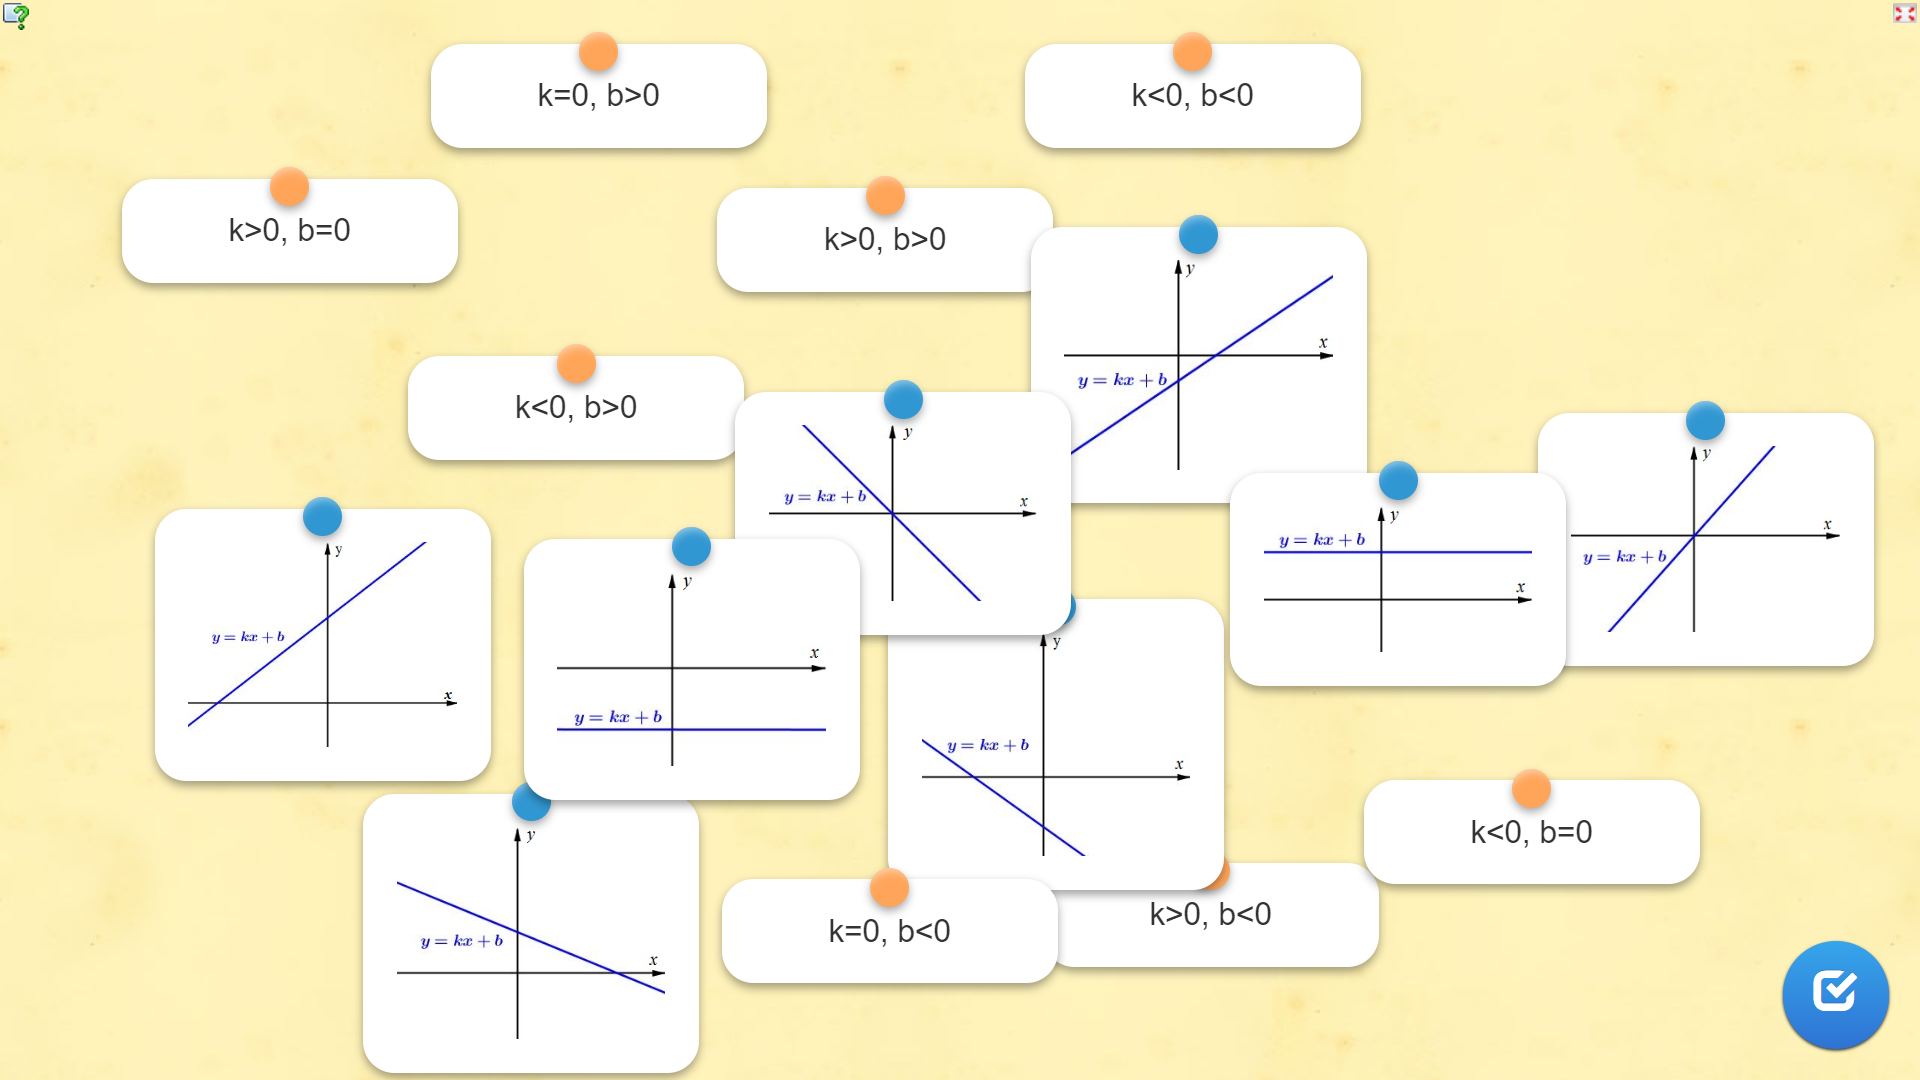 k=0, b>0
k<0, b<0
k>0, b=0
k>0, b>0
y
x
y = kx + b
k<0, b>0
y
y = kx + b
x
y
x
y = kx + b
y
y = kx + b
x
y
y = kx + b
x
y
x
y = kx + b
y
y = kx + b
x
k<0, b=0
y
y = kx + b
x
k=0, b<0
k>0, b<0